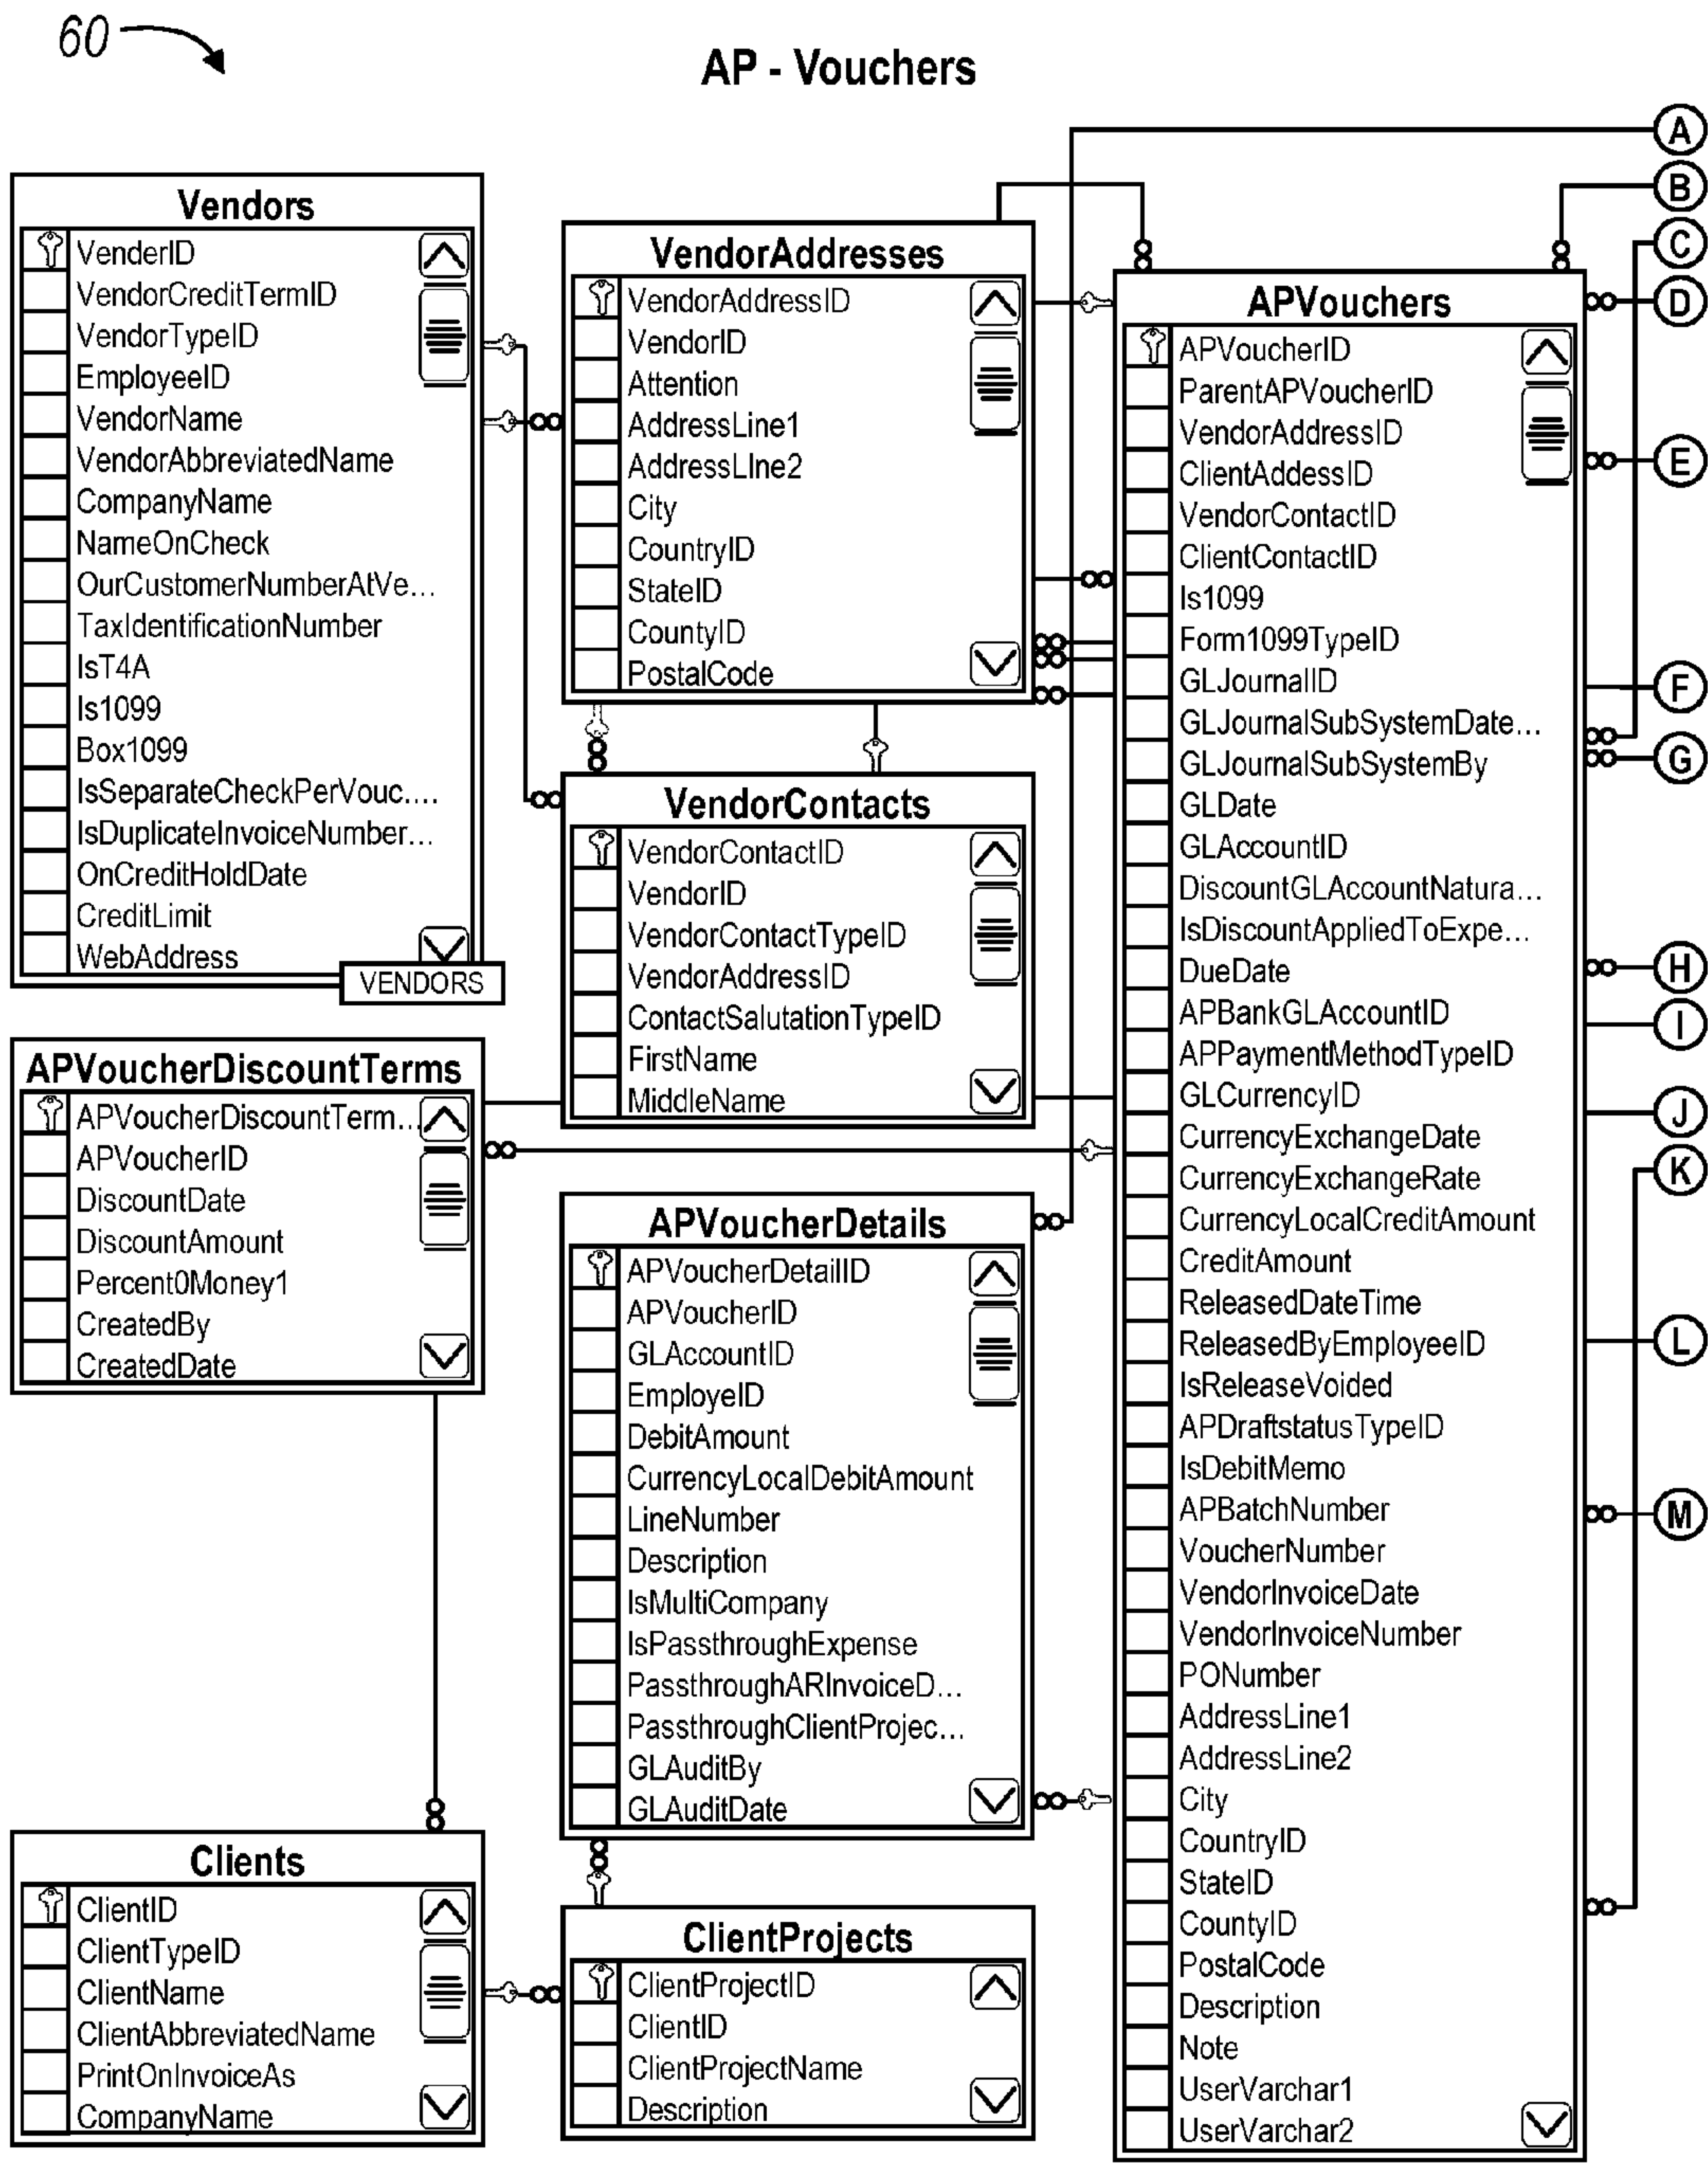 60
AP - Vouchers
Vendors
VenderID
VendorCreditTermID
VendorTypeID
EmployeeID
VendorName
VendorAbbreviatedName
CompanyName
NameOnCheck
OurCustomerNumberAtVe...
TaxIdentificationNumber
IsT4A
Is1099
Box1099
IsSeparateCheckPerVouc....
IsDuplicateInvoiceNumber...
OnCreditHoldDate
CreditLimit
WebAddress
VENDORS
APVoucherDiscountTerms
APVoucherDiscountTerm...
APVoucherID
DiscountDate
DiscountAmount
Percent0Money1
CreatedBy
CreatedDate
Clients
ClientID
ClientTypeID
ClientName
ClientAbbreviatedName
PrintOnInvoiceAs
CompanyName
VendorAddresses
VendorAddressID
VendorID
Attention
AddressLine1
AddressLIne2
City
CountryID
StateID
CountyID
PostalCode
VendorContacts
VendorContactID
VendorID
VendorContactTypeID
VendorAddressID
ContactSalutationTypeID
FirstName
MiddleName
APVoucherDetails
APVoucherDetailID
APVoucherID
GLAccountID
EmployeID
DebitAmount
CurrencyLocalDebitAmount
LineNumber
Description
IsMultiCompany
IsPassthroughExpense
PassthroughARInvoiceD...
PassthroughClientProjec...
GLAuditBy
GLAuditDate
ClientProjects
ClientProjectID
ClientID
ClientProjectName
Description
APVouchers
APVoucherID
ParentAPVoucherID
VendorAddressID
ClientAddessID
VendorContactID
ClientContactID
Is1099
Form1099TypeID
GLJournalID
GLJournalSubSystemDate...
GLJournalSubSystemBy
GLDate
GLAccountID
DiscountGLAccountNatura...
IsDiscountAppliedToExpe...
DueDate
APBankGLAccountID
APPaymentMethodTypeID
GLCurrencyID
CurrencyExchangeDate
CurrencyExchangeRate
CurrencyLocalCreditAmount
CreditAmount
ReleasedDateTime
ReleasedByEmployeeID
IsReleaseVoided
APDraftstatusTypeID
IsDebitMemo
APBatchNumber
VoucherNumber
VendorInvoiceDate
VendorInvoiceNumber
PONumber
AddressLine1
AddressLine2
City
CountryID
StateID
CountyID
PostalCode
Description
Note
UserVarchar1
UserVarchar2
A
B
C
D
E
F
G
H
I
J
K
L
M